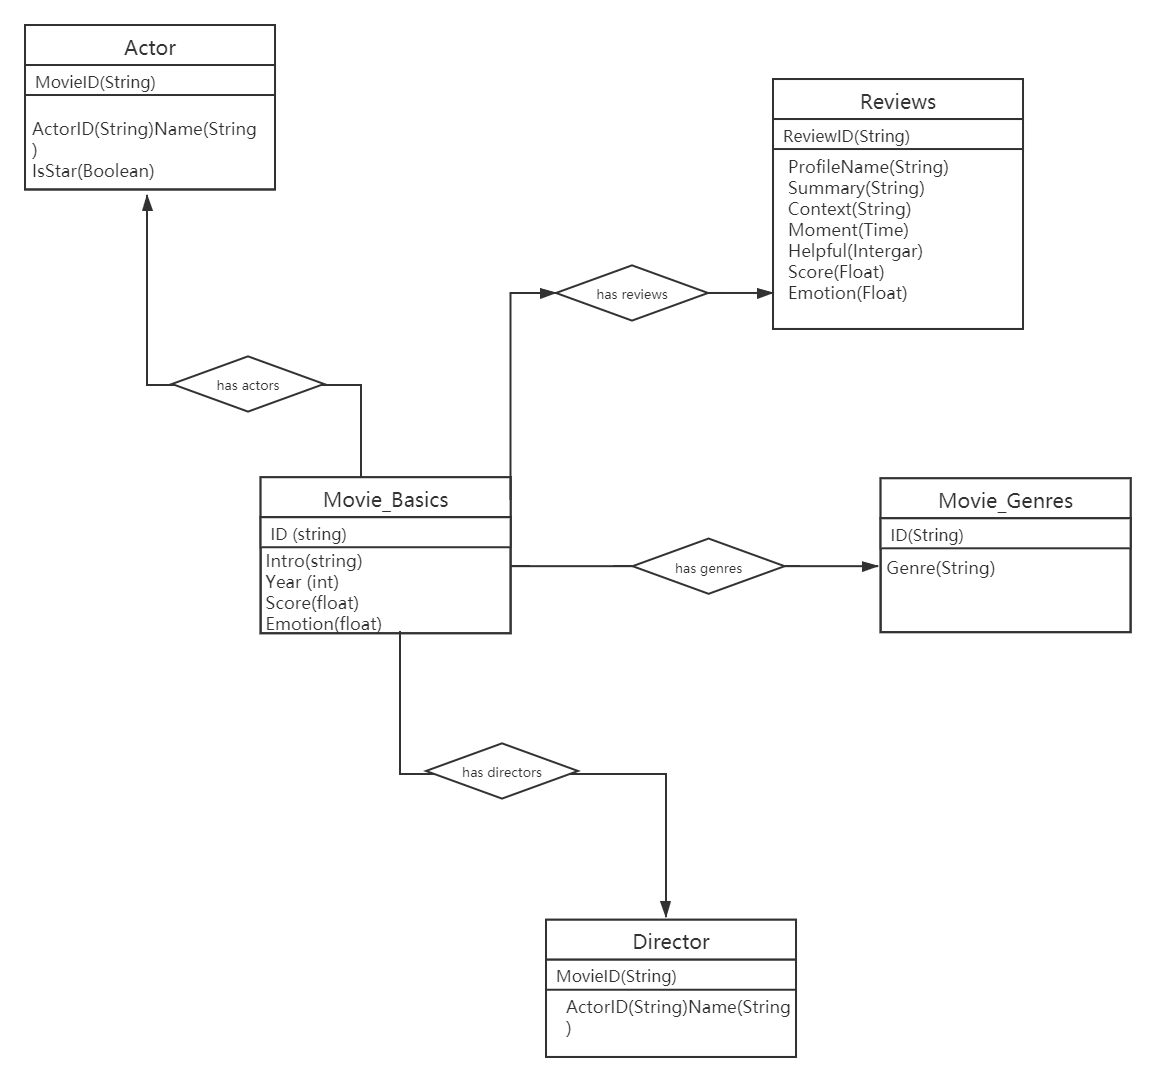 Actor
MovieID(String)
ActorID(String)Name(String
)
IsStar(Boolean)
Reviews
ReviewID(String)
ProfileName(String)
Summary(String)
Context(String)
Moment(Time)
Helpful(Intergar)
Score(Float)
Emotion(Float)
has reviews
has actors
Movie_Basics
ID (string)
Intro(string)
Year (int)
Score(float)
Emotion(float)
has genres
Movie_Genres
ID(String)
Genre(String)
has directors
Director
MovieID(String)
ActorID(String)Name(String
)